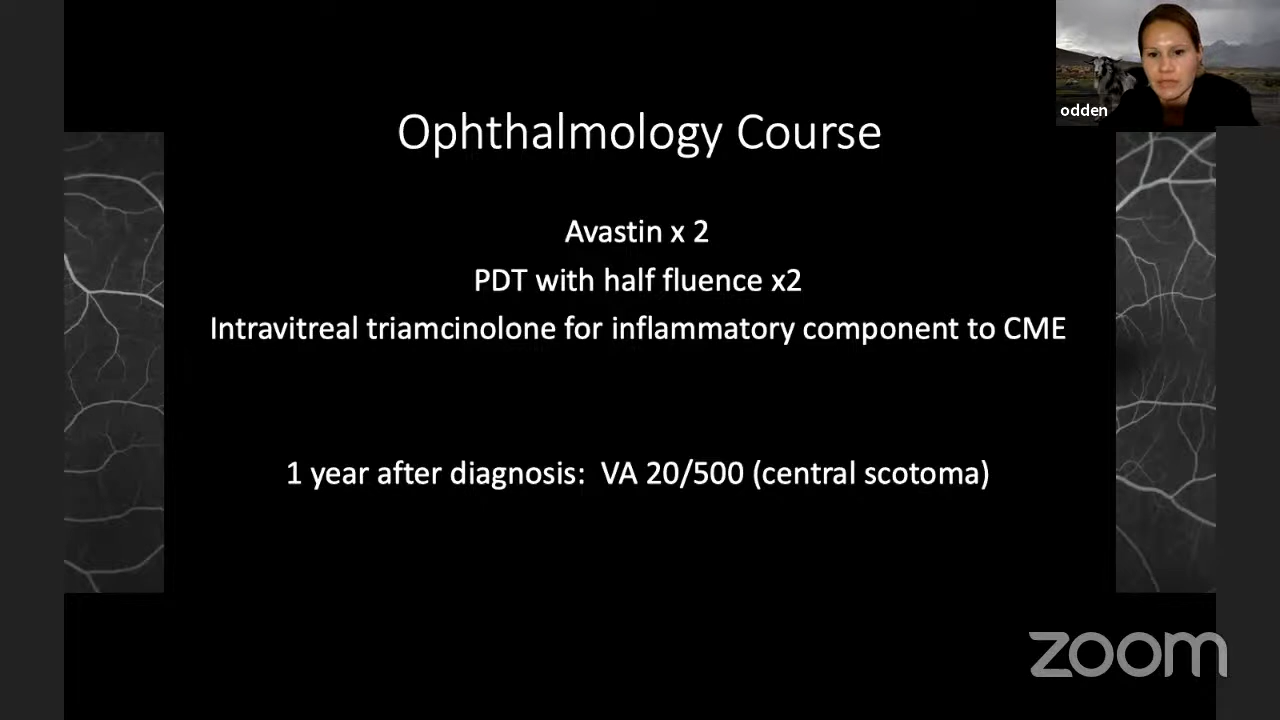 odden
Ophthalmology Course
Avastin x 2
PDT with half fluence x2
Intravitreal triamcinolone for inflammatory component to CME
1 year after diagnosis:  VA 20/500 (central scotoma)
zoom